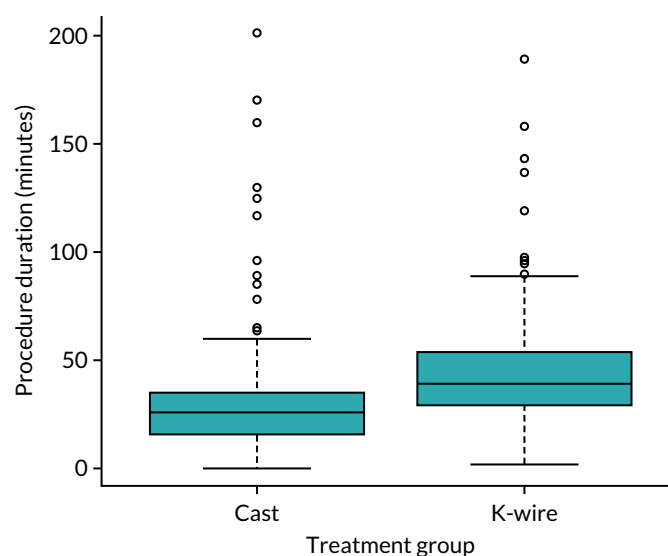 Procedure duration (minutes)
200
150
100
50
0
Cast
K-wire
Treatment group